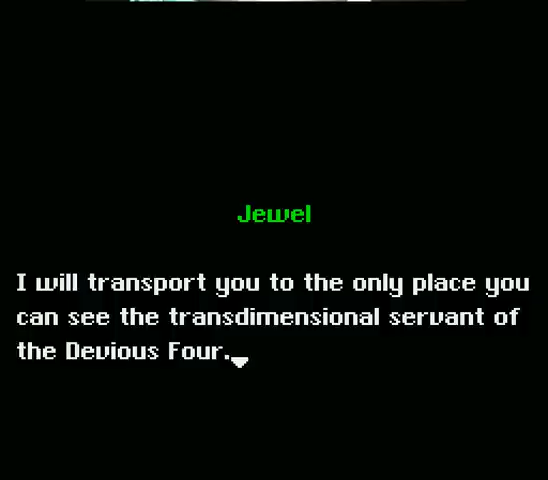 Jewel
I will transport you to the only place you
can see the transdimensional servant of
the Devious Four.